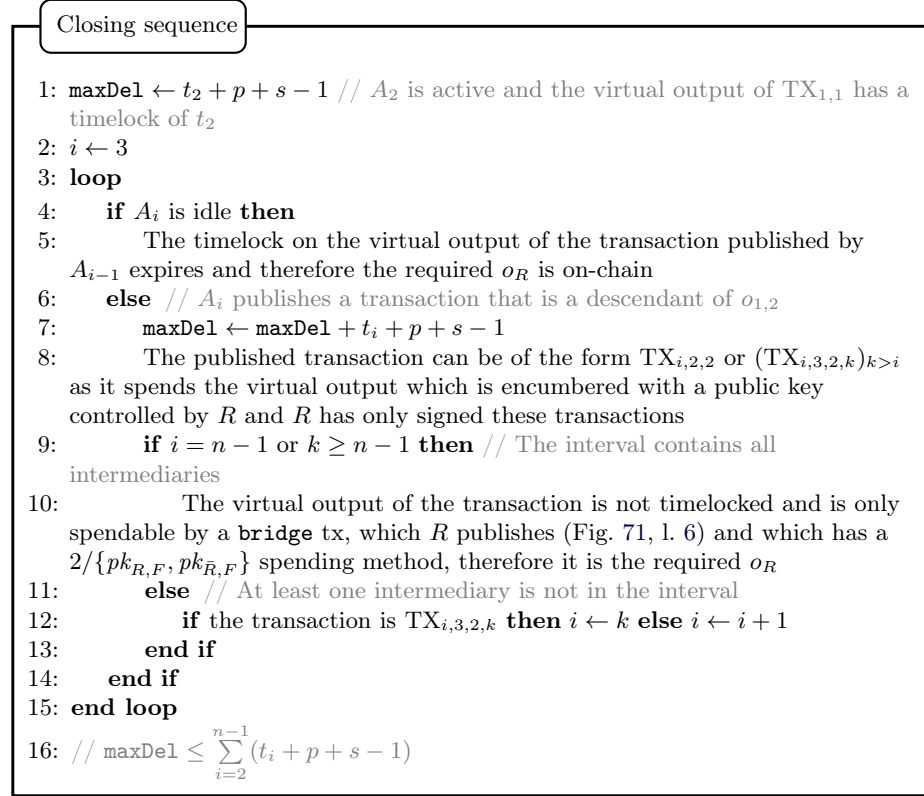 Closing sequence
1: maxDel ← t₂ + p + s − 1 // A₂ is active and the virtual output of TX₁,₁ has a
timelock of t₂
2: i ← 3
3: loop
4: if Aᵢ is idle then
5: The timelock on the virtual output of the transaction published by
Aᵢ₋₁ expires and therefore the required o_R is on-chain
6: else // Aᵢ publishes a transaction that is a descendant of o₁,₂
7: maxDel ← maxDel + tᵢ + p + s − 1
8: The published transaction can be of the form TX_{i,2,2} or (TX_{i,3,2,k})_{k>i}
as it spends the virtual output which is encumbered with a public key
controlled by R and R has only signed these transactions
9: if i = n − 1 or k ≥ n − 1 then // The interval contains all
intermediaries
10: The virtual output of the transaction is not timelocked and is only
spendable by a bridge tx, which R publishes (Fig. 71, l. 6) and which has a
2/{pk_{R,F}, pk_{R̄,F}} spending method, therefore it is the required o_R
11: else // At least one intermediary is not in the interval
12: if the transaction is TX_{i,3,2,k} then i ← k else i ← i + 1
13: end if
14: end if
15: end loop
16: // maxDel ≤ ∑_{i=2}^{n−1} (tᵢ + p + s − 1)